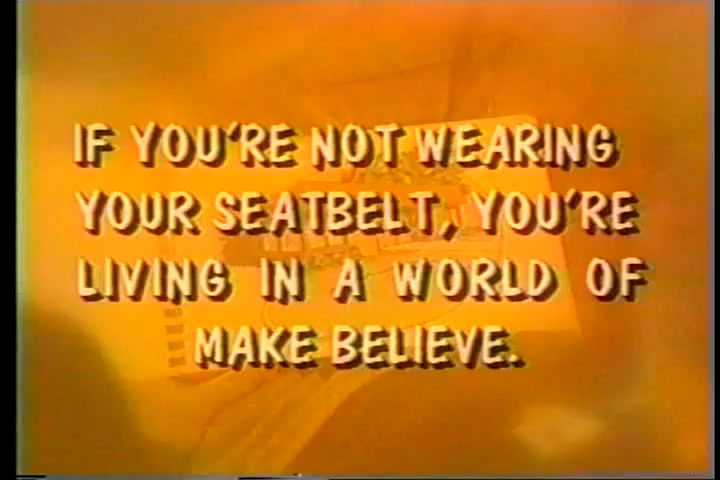 IF YOU'RE NOT WEARING
YOUR SEATBELT, YOU'RE
LIVING IN A WORLD OF
MAKE BELIEVE.